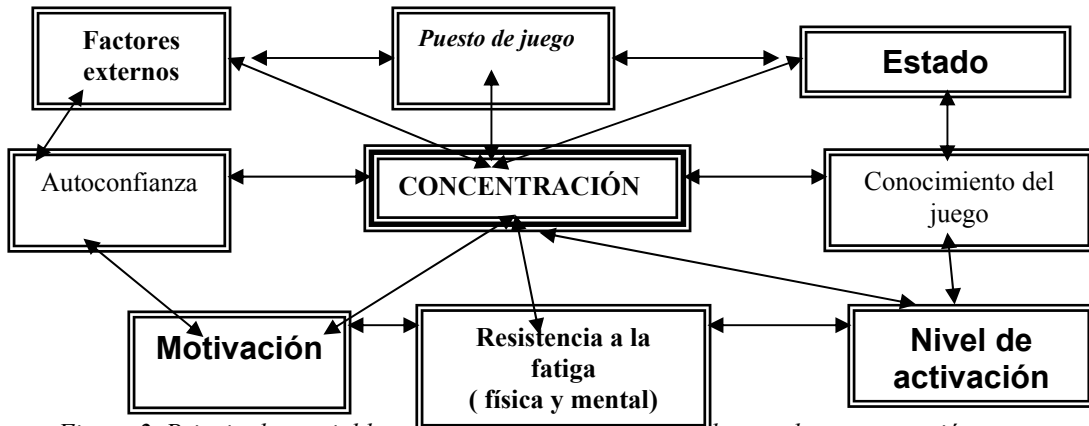 Factores
externos
Puesto de juego
Estado
Autoconfianza
CONCENTRACIÓN
Conocimiento del
juego
Motivación
Resistencia a la
fatiga
( física y mental)
Nivel de
activación